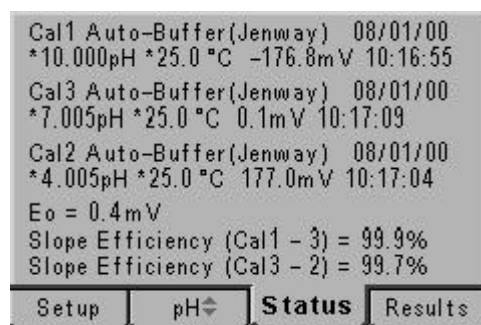 Cal1 Auto-Buffer(Jenway) 08/01/00
*10.000pH *25.0 °C -176.8mV 10:16:55
Cal3 Auto-Buffer(Jenway) 08/01/00
*7.005pH *25.0 °C 0.1mV 10:17:09
Cal2 Auto-Buffer(Jenway) 08/01/00
*4.005pH *25.0 °C 177.0mV 10:17:04
Eo = 0.4mV
Slope Efficiency (Cal1 - 3) = 99.9%
Slope Efficiency (Cal3 - 2) = 99.7%
Setup pH Status Results